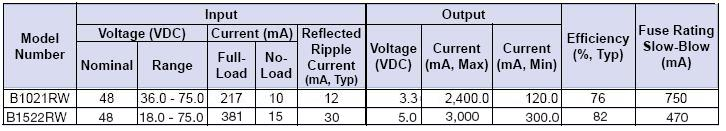 Model Number
Input
Output
Efficiency (%, Typ)
Fuse Rating Slow-Blow (mA)
Voltage (VDC)
Current (mA)
Reflected Ripple Current (mA, Typ)
Voltage (VDC)
Current (mA, Max)
Current (mA, Min)
Nominal
Range
Full-Load
No-Load
B1021RW 48 36.0 - 75.0 217 10 12 3.3 2,400.0 120.0 76 750
B1522RW 48 18.0 - 75.0 381 15 30 5.0 3,000 300.0 82 470